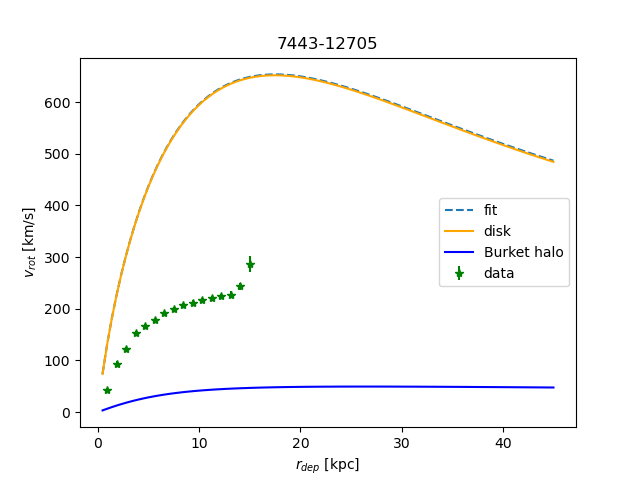 7443-12705
600
500
400
300
200
100
0
v_rot [km/s]
fit
disk
Burket halo
data
0 10 20 30 40
r_dep [kpc]